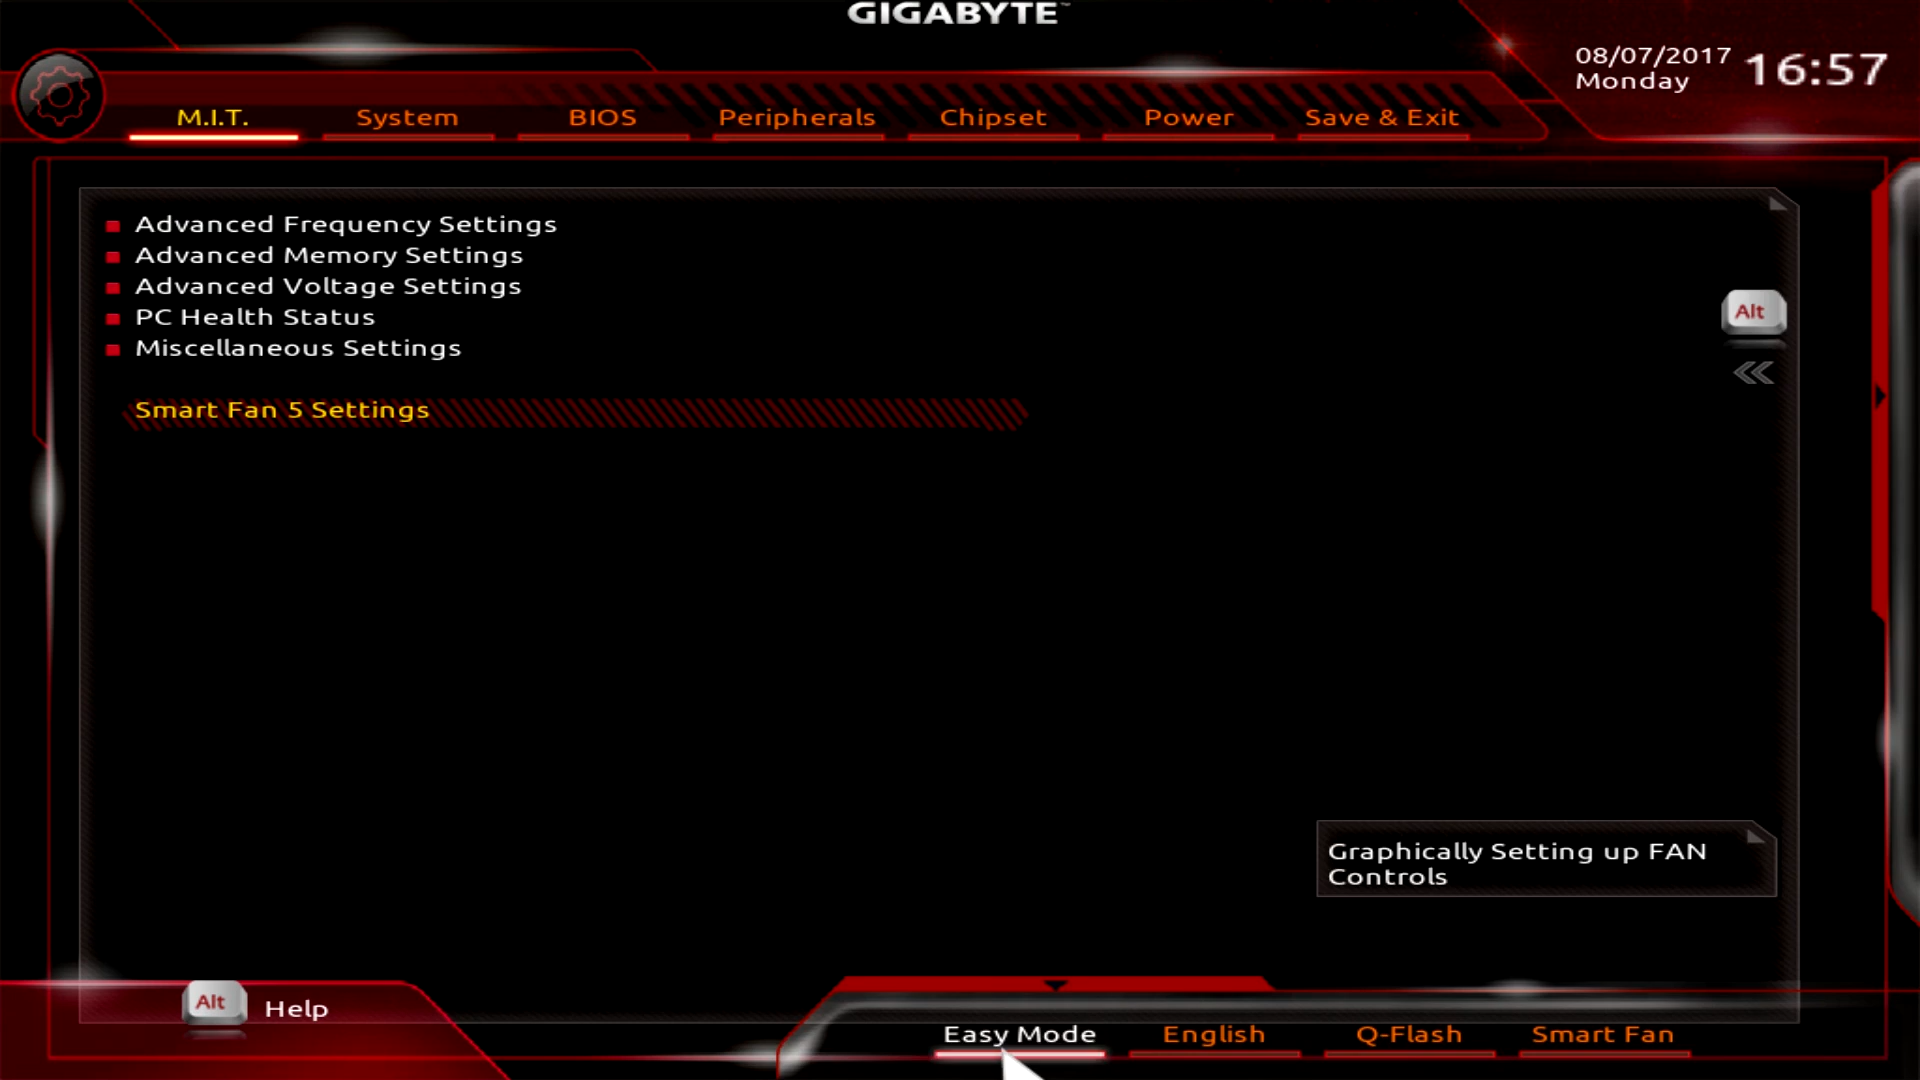 GIGABYTE™
08/07/2017
Monday
16:57
M.I.T.
System
BIOS
Peripherals
Chipset
Power
Save & Exit
Advanced Frequency Settings
Advanced Memory Settings
Advanced Voltage Settings
PC Health Status
Miscellaneous Settings
Smart Fan 5 Settings
Alt
Graphically Setting up FAN
Controls
Alt Help
Easy Mode
English
Q-Flash
Smart Fan